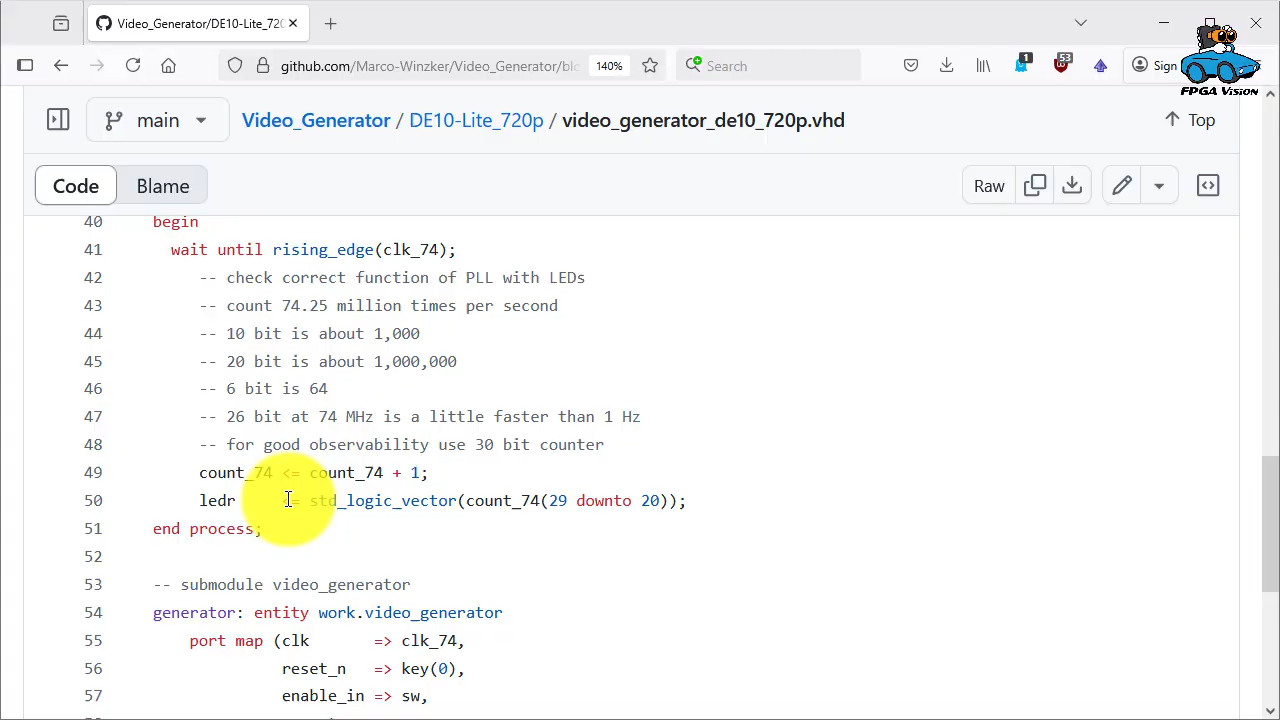 Video_Generator/DE10-Lite_720
github.com/Marco-Winzker/Video_Generator/blo
140%
Search
1
53
Sign
FPGA Vision
main
Video_Generator / DE10-Lite_720p / video_generator_de10_720p.vhd
Top
Code
Blame
Raw
40 begin
41 wait until rising_edge(clk_74);
42 -- check correct function of PLL with LEDs
43 -- count 74.25 million times per second
44 -- 10 bit is about 1,000
45 -- 20 bit is about 1,000,000
46 -- 6 bit is 64
47 -- 26 bit at 74 MHz is a little faster than 1 Hz
48 -- for good observability use 30 bit counter
49 count_74 <= count_74 + 1;
50 ledr <= std_logic_vector(count_74(29 downto 20));
51 end process;
52
53 -- submodule video_generator
54 generator: entity work.video_generator
55 port map (clk => clk_74,
56 reset_n => key(0),
57 enable_in => sw,